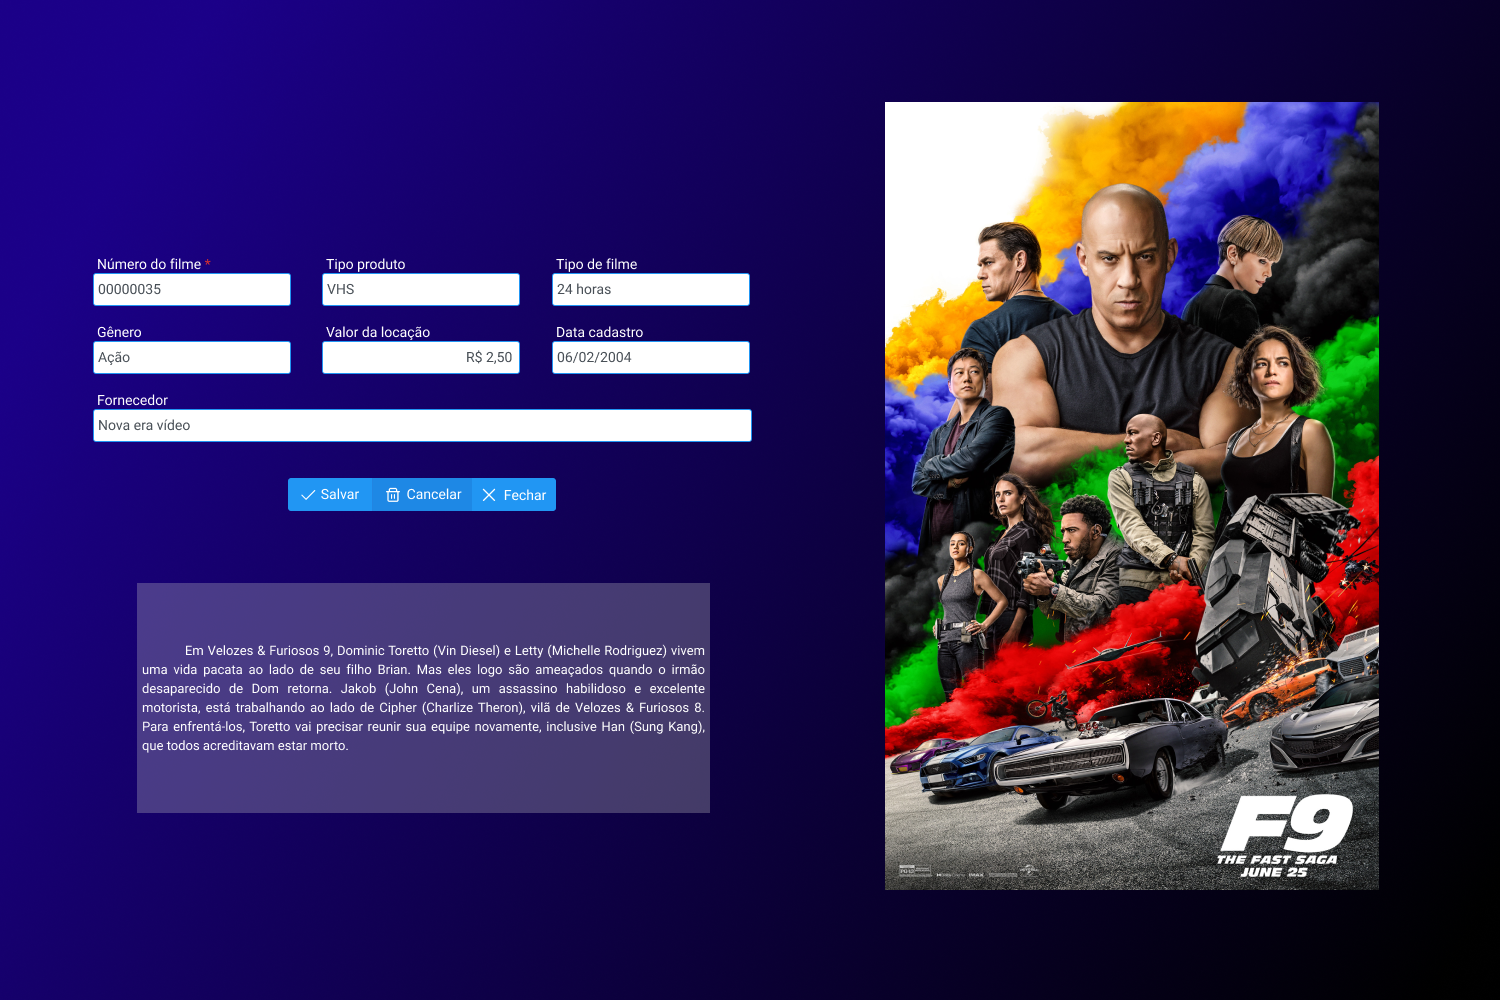 Número do filme *
Tipo produto
Tipo de filme
00000035
VHS
24 horas
Gênero
Valor da locação
Data cadastro
Ação
R$ 2,50
06/02/2004
Fornecedor
Nova era vídeo
Salvar
Cancelar
Fechar
Em Velozes & Furiosos 9, Dominic Toretto (Vin Diesel) e Letty (Michelle Rodriguez) vivem
uma vida pacata ao lado de seu filho Brian. Mas eles logo são ameaçados quando o irmão
desaparecido de Dom retorna. Jakob (John Cena), um assassino habilidoso e excelente
motorista, está trabalhando ao lado de Cipher (Charlize Theron), vilã de Velozes & Furiosos 8.
Para enfrentá-los, Toretto vai precisar reunir sua equipe novamente, inclusive Han (Sung Kang),
que todos acreditavam estar morto.
F9
THE FAST SAGA
JUNE 25
IMAX